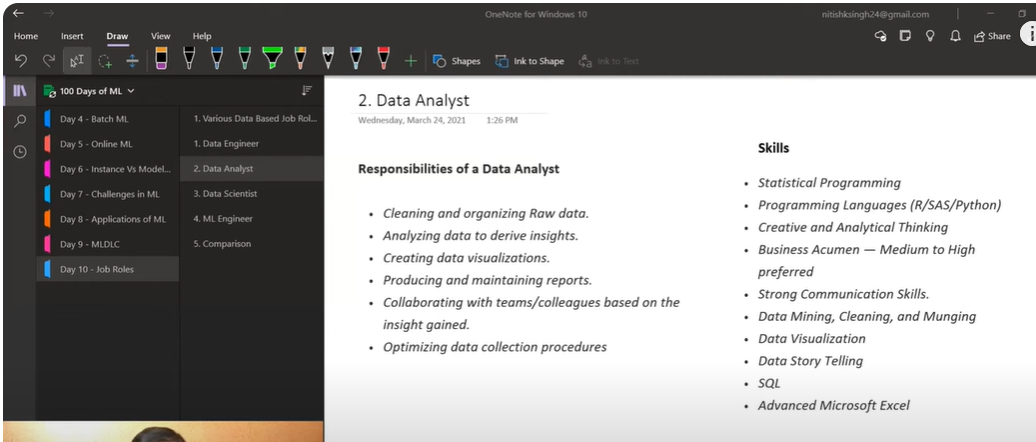 OneNote for Windows 10
nitishksingh24@gmail.com
Home Insert Draw View Help
Share
Shapes
Ink to Shape
Ink to Text
100 Days of ML
Day 4 - Batch ML
Day 5 - Online ML
Day 6 - Instance Vs Model...
Day 7 - Challenges in ML
Day 8 - Applications of ML
Day 9 - MLDLC
Day 10 - Job Roles
1. Various Data Based Job Rol...
1. Data Engineer
2. Data Analyst
3. Data Scientist
4. ML Engineer
5. Comparison
2. Data Analyst
Wednesday, March 24, 2021 1:26 PM
Responsibilities of a Data Analyst
• Cleaning and organizing Raw data.
• Analyzing data to derive insights.
• Creating data visualizations.
• Producing and maintaining reports.
• Collaborating with teams/colleagues based on the
insight gained.
• Optimizing data collection procedures
Skills
• Statistical Programming
• Programming Languages (R/SAS/Python)
• Creative and Analytical Thinking
• Business Acumen — Medium to High
preferred
• Strong Communication Skills.
• Data Mining, Cleaning, and Munging
• Data Visualization
• Data Story Telling
• SQL
• Advanced Microsoft Excel